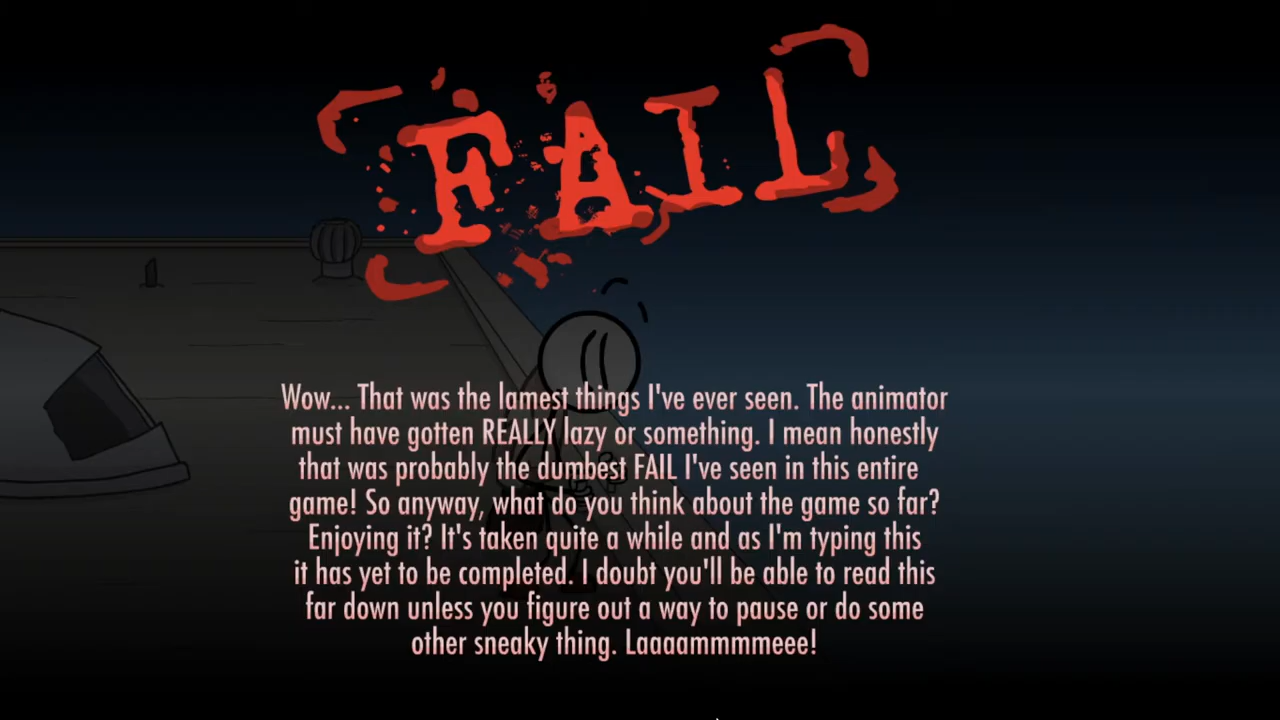 FAIL
Wow... That was the lamest things I've ever seen. The animator
must have gotten REALLY lazy or something. I mean honestly
that was probably the dumbest FAIL I've seen in this entire
game! So anyway, what do you think about the game so far?
Enjoying it? It's taken quite a while and as I'm typing this
it has yet to be completed. I doubt you'll be able to read this
far down unless you figure out a way to pause or do some
other sneaky thing. Laaaammmmeee!